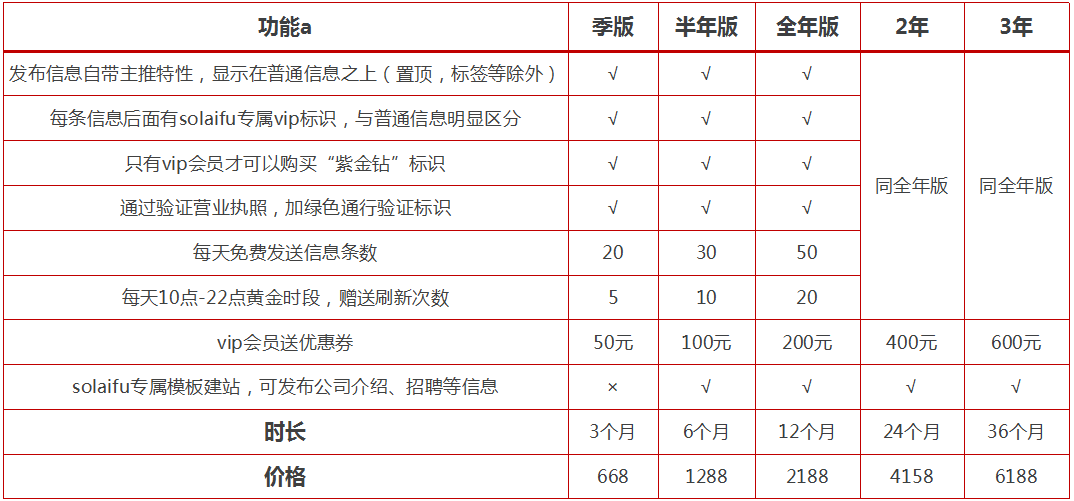 功能a 季版 半年版 全年版 2年 3年
发布信息自带主推特性，显示在普通信息之上（置顶，标签等除外） √ √ √
每条信息后面有solaifu专属vip标识，与普通信息明显区分 √ √ √
只有vip会员才可以购买“紫金钻”标识 √ √ √
同全年版 同全年版
通过验证营业执照，加绿色通行验证标识 √ √ √
每天免费发送信息条数 20 30 50
每天10点-22点黄金时段，赠送刷新次数 5 10 20
vip会员送优惠券 50元 100元 200元 400元 600元
solaifu专属模板建站，可发布公司介绍、招聘等信息 × √ √ √ √
时长 3个月 6个月 12个月 24个月 36个月
价格 668 1288 2188 4158 6188